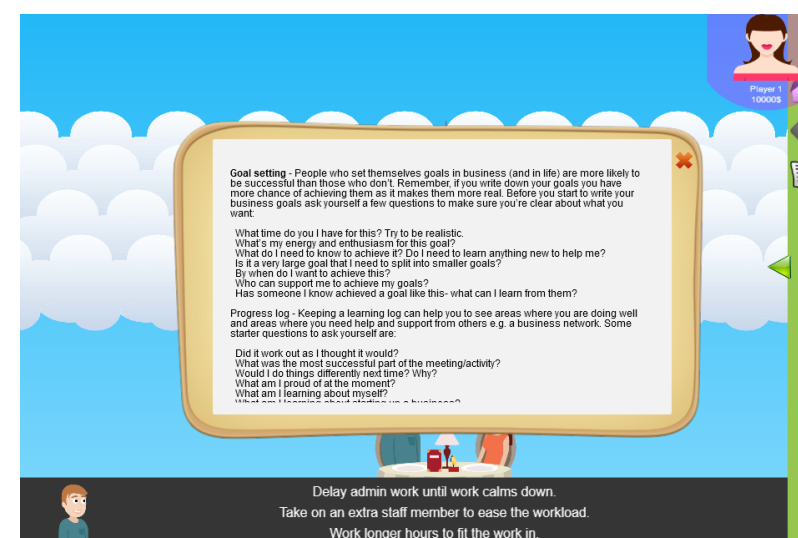 Player 1
10000$
Goal setting - People who set themselves goals in business (and in life) are more likely to
be successful than those who don't. Remember, if you write down your goals you have
more chance of achieving them as it makes them more real. Before you start to write your
business goals ask yourself a few questions to make sure you're clear about what you
want:
What time do you I have for this? Try to be realistic.
What's my energy and enthusiasm for this goal?
What do I need to know to achieve it? Do I need to learn anything new to help me?
Is it a very large goal that I need to split into smaller goals?
By when do I want to achieve this?
Who can support me to achieve my goals?
Has someone I know achieved a goal like this- what can I learn from them?
Progress log - Keeping a learning log can help you to see areas where you are doing well
and areas where you need help and support from others e.g. a business network. Some
starter questions to ask yourself are:
Did it work out as I thought it would?
What was the most successful part of the meeting/activity?
Would I do things differently next time? Why?
What am I proud of at the moment?
What am I learning about myself?
What am I learning about starting up a business?
Delay admin work until work calms down.
Take on an extra staff member to ease the workload.
Work longer hours to fit the work in.